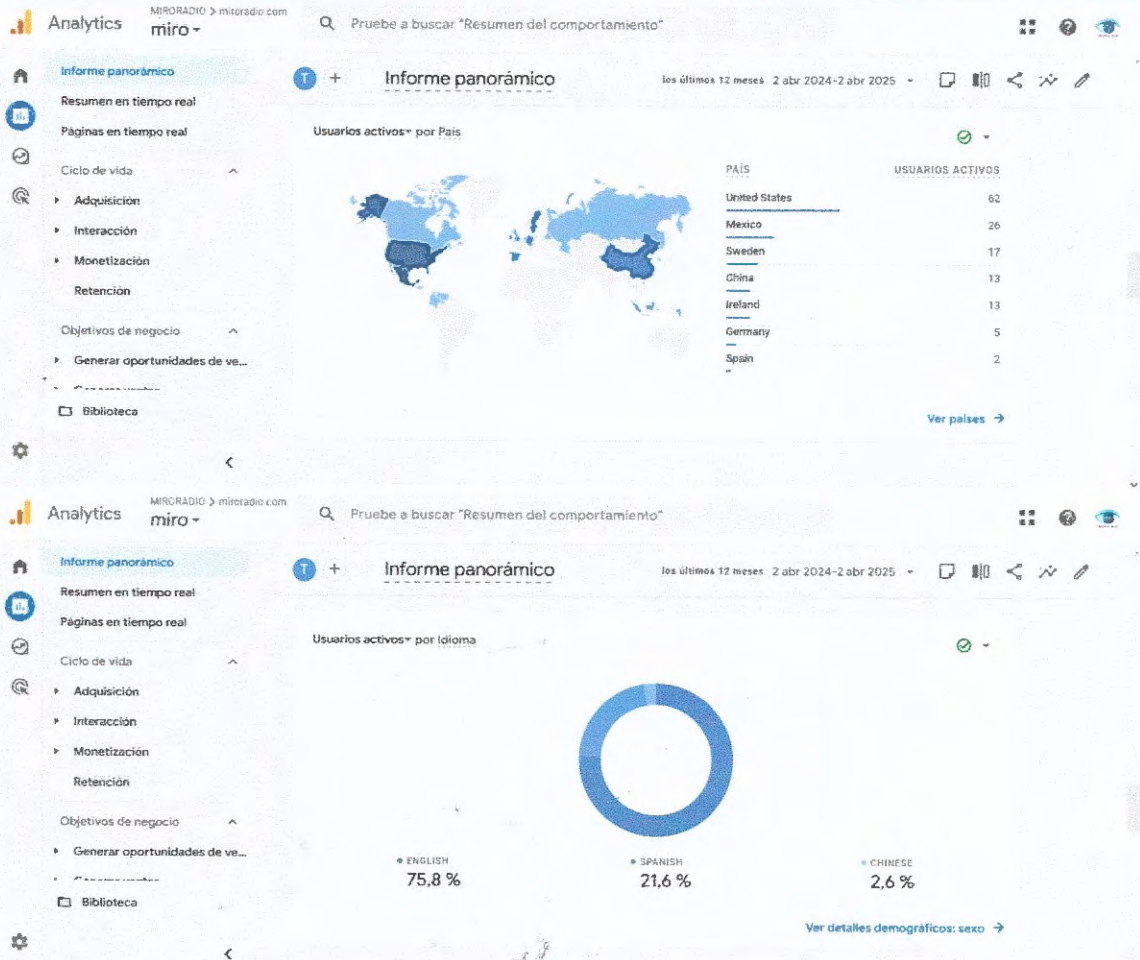 MIRORADIO > miroradio.com
Analytics miro
Pruebe a buscar "Resumen del comportamiento"
Informe panorámico
Resumen en tiempo real
Páginas en tiempo real
Ciclo de vida
Adquisición
Interacción
Monetización
Retención
Objetivos de negocio
Generar oportunidades de ve...
Biblioteca
T + Informe panorámico
los últimos 12 meses 2 abr 2024-2 abr 2025
Usuarios activos por País
PAÍS USUARIOS ACTIVOS
United States 62
Mexico 26
Sweden 17
China 13
Ireland 13
Germany 5
Spain 2
Ver países →
MIRORADIO > miroradio.com
Analytics miro
Pruebe a buscar "Resumen del comportamiento"
Informe panorámico
Resumen en tiempo real
Páginas en tiempo real
Ciclo de vida
Adquisición
Interacción
Monetización
Retención
Objetivos de negocio
Generar oportunidades de ve...
Biblioteca
T + Informe panorámico
los últimos 12 meses 2 abr 2024-2 abr 2025
Usuarios activos por Idioma
ENGLISH SPANISH CHINESE
75,8 % 21,6 % 2,6 %
Ver detalles demográficos: sexo →